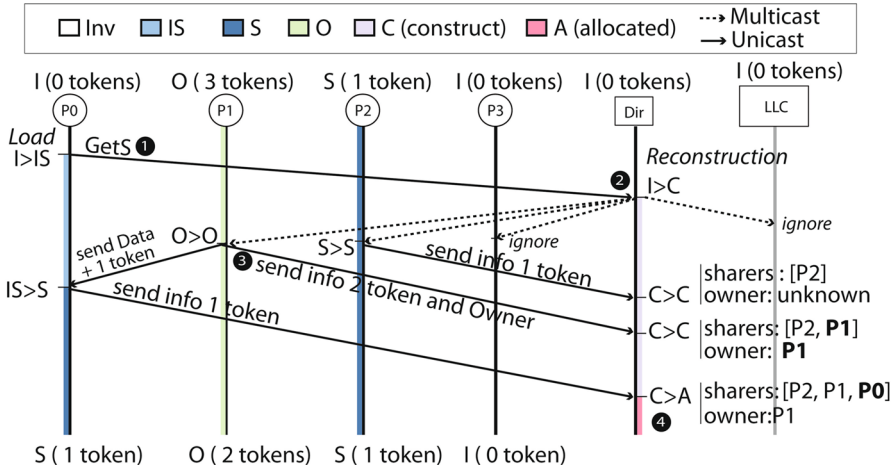 Inv IS S O C (construct) A (allocated) Multicast
Unicast
I (0 tokens) O ( 3 tokens) S (1 token) I (0 tokens) I (0 tokens) I (0 tokens)
P0 P1 P2 P3 Dir LLC
Load
I>IS
GetS 1
Reconstruction
2 I>C
ignore
send Data
+ 1 token
O>O
S>S
ignore
3
send info 1 token
send info 2 token and Owner
IS>S
send info 1 token
C>C
sharers : [P2]
owner: unknown
C>C
sharers: [P2, P1]
owner: P1
C>A
sharers: [P2, P1, P0]
owner:P1
4
S ( 1 token) O ( 2 tokens) S ( 1 token) I ( 0 token)